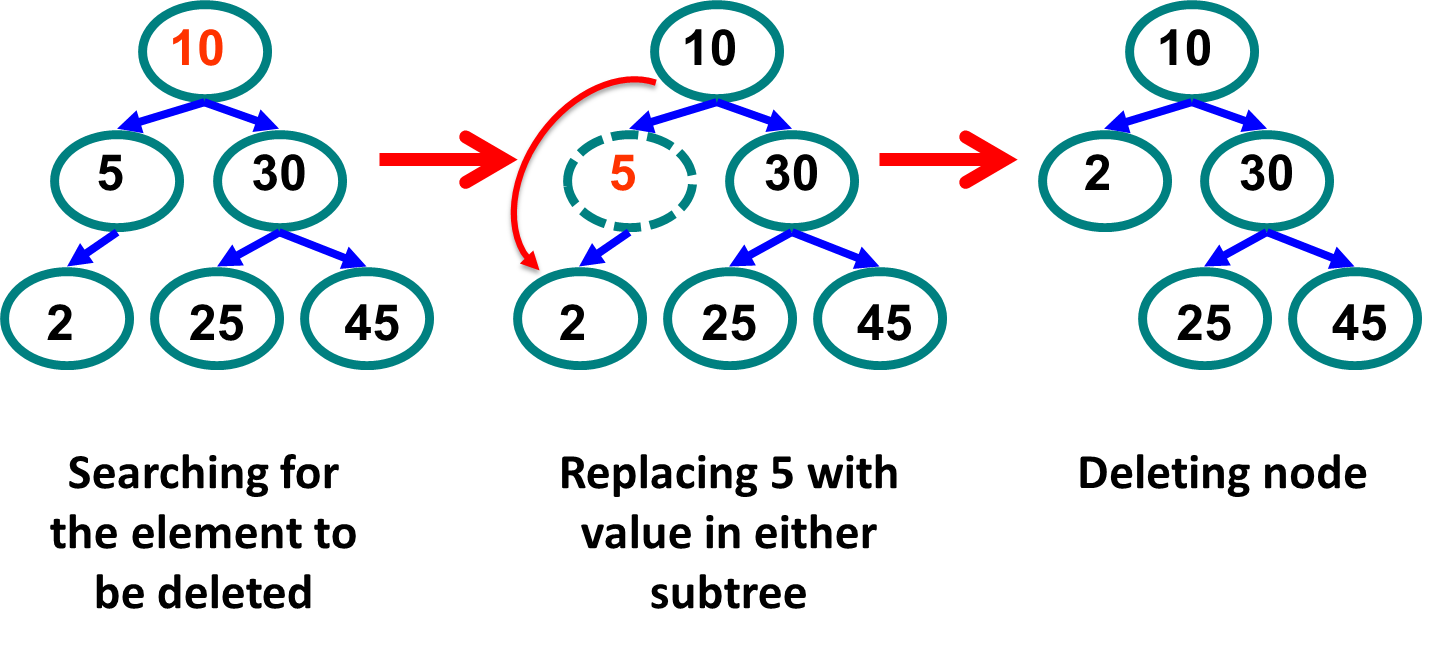 10
10
10
5
30
5
30
2
30
2
25
45
2
25
45
25
45
Searching for
the element to
be deleted
Replacing 5 with
value in either
subtree
Deleting node